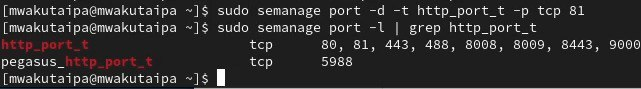 [mwakutaipa@mwakutaipa ~]$ sudo semanage port -d -t http_port_t -p tcp 81
[mwakutaipa@mwakutaipa ~]$ sudo semanage port -l | grep http_port_t
http_port_t tcp 80, 81, 443, 488, 8008, 8009, 8443, 9000
pegasus_http_port_t tcp 5988
[mwakutaipa@mwakutaipa ~]$